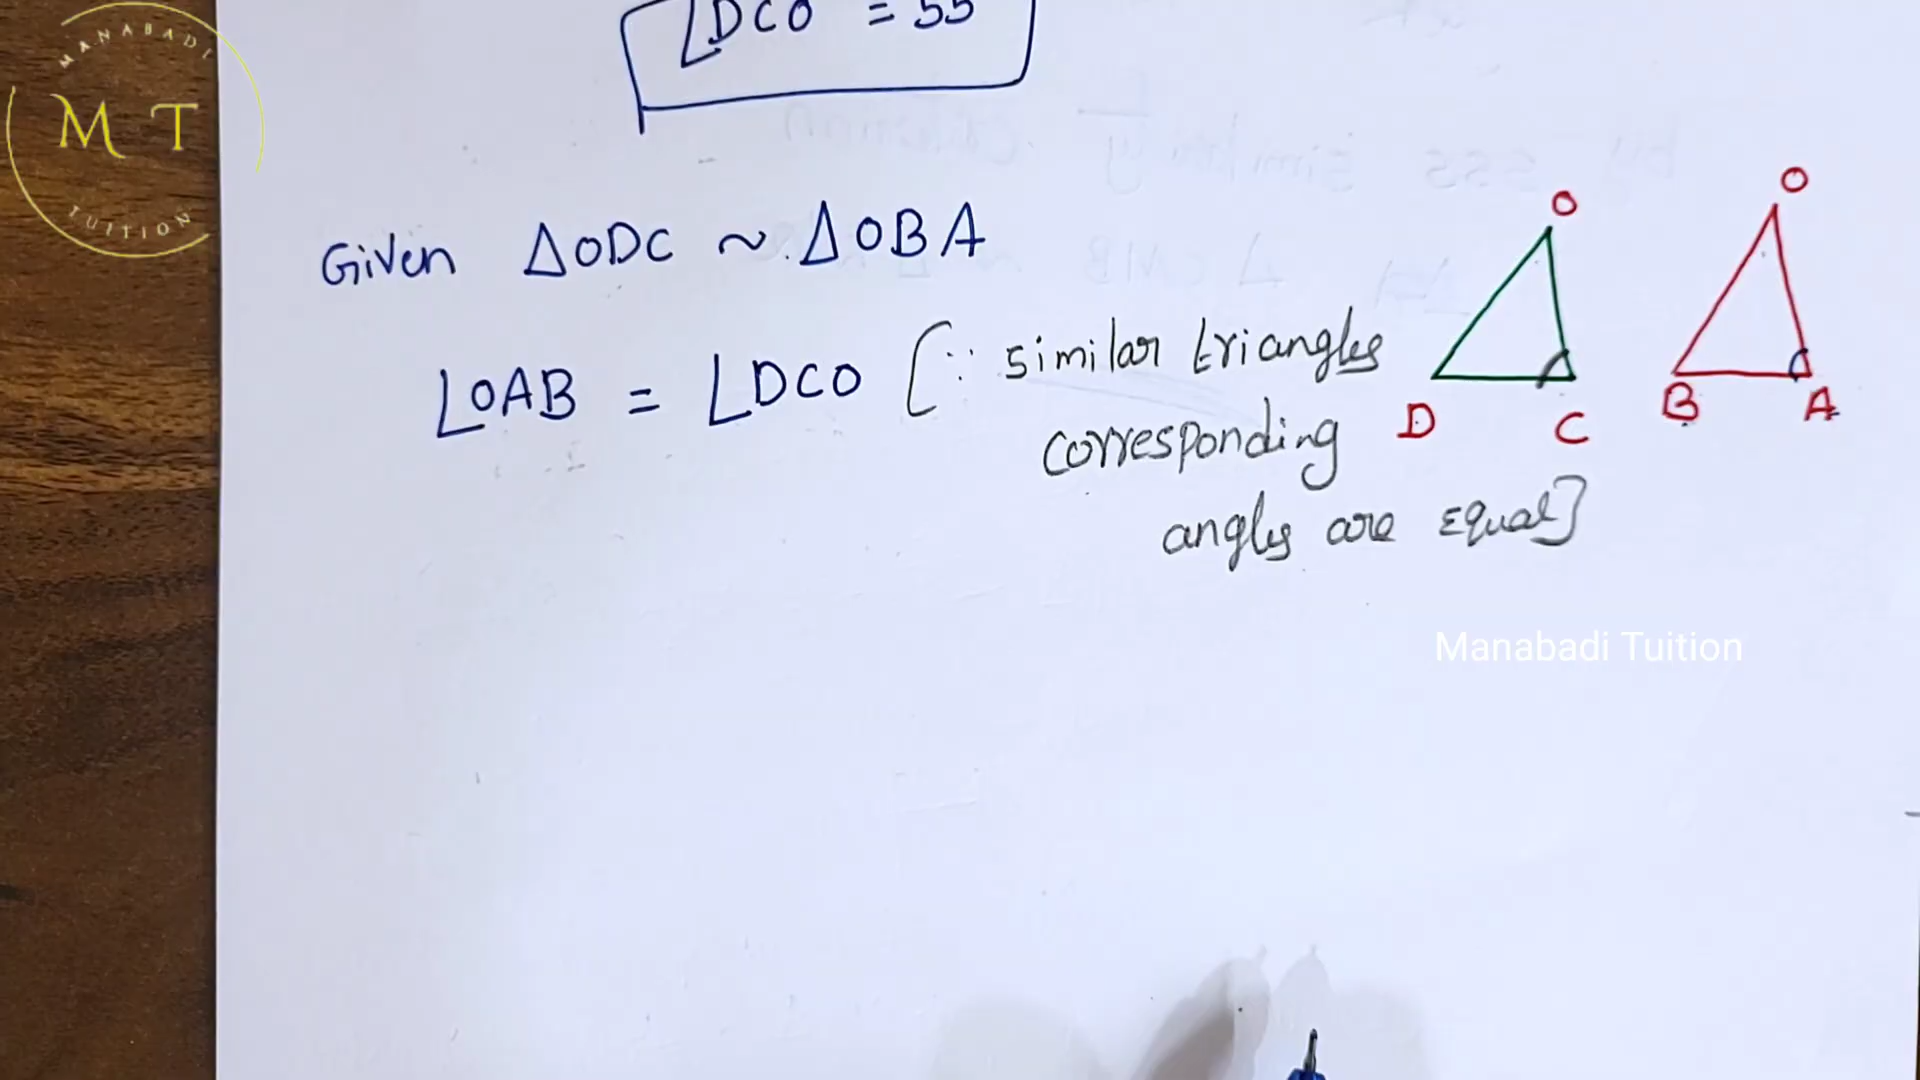 MANABADI
M T
TUITION
∠DCO = 55
Given ΔODC ~ ΔOBA
∠OAB = ∠DCO [∵ similar triangles
corresponding
angles are Equal]
O
D
C
O
B
A
Manabadi Tuition